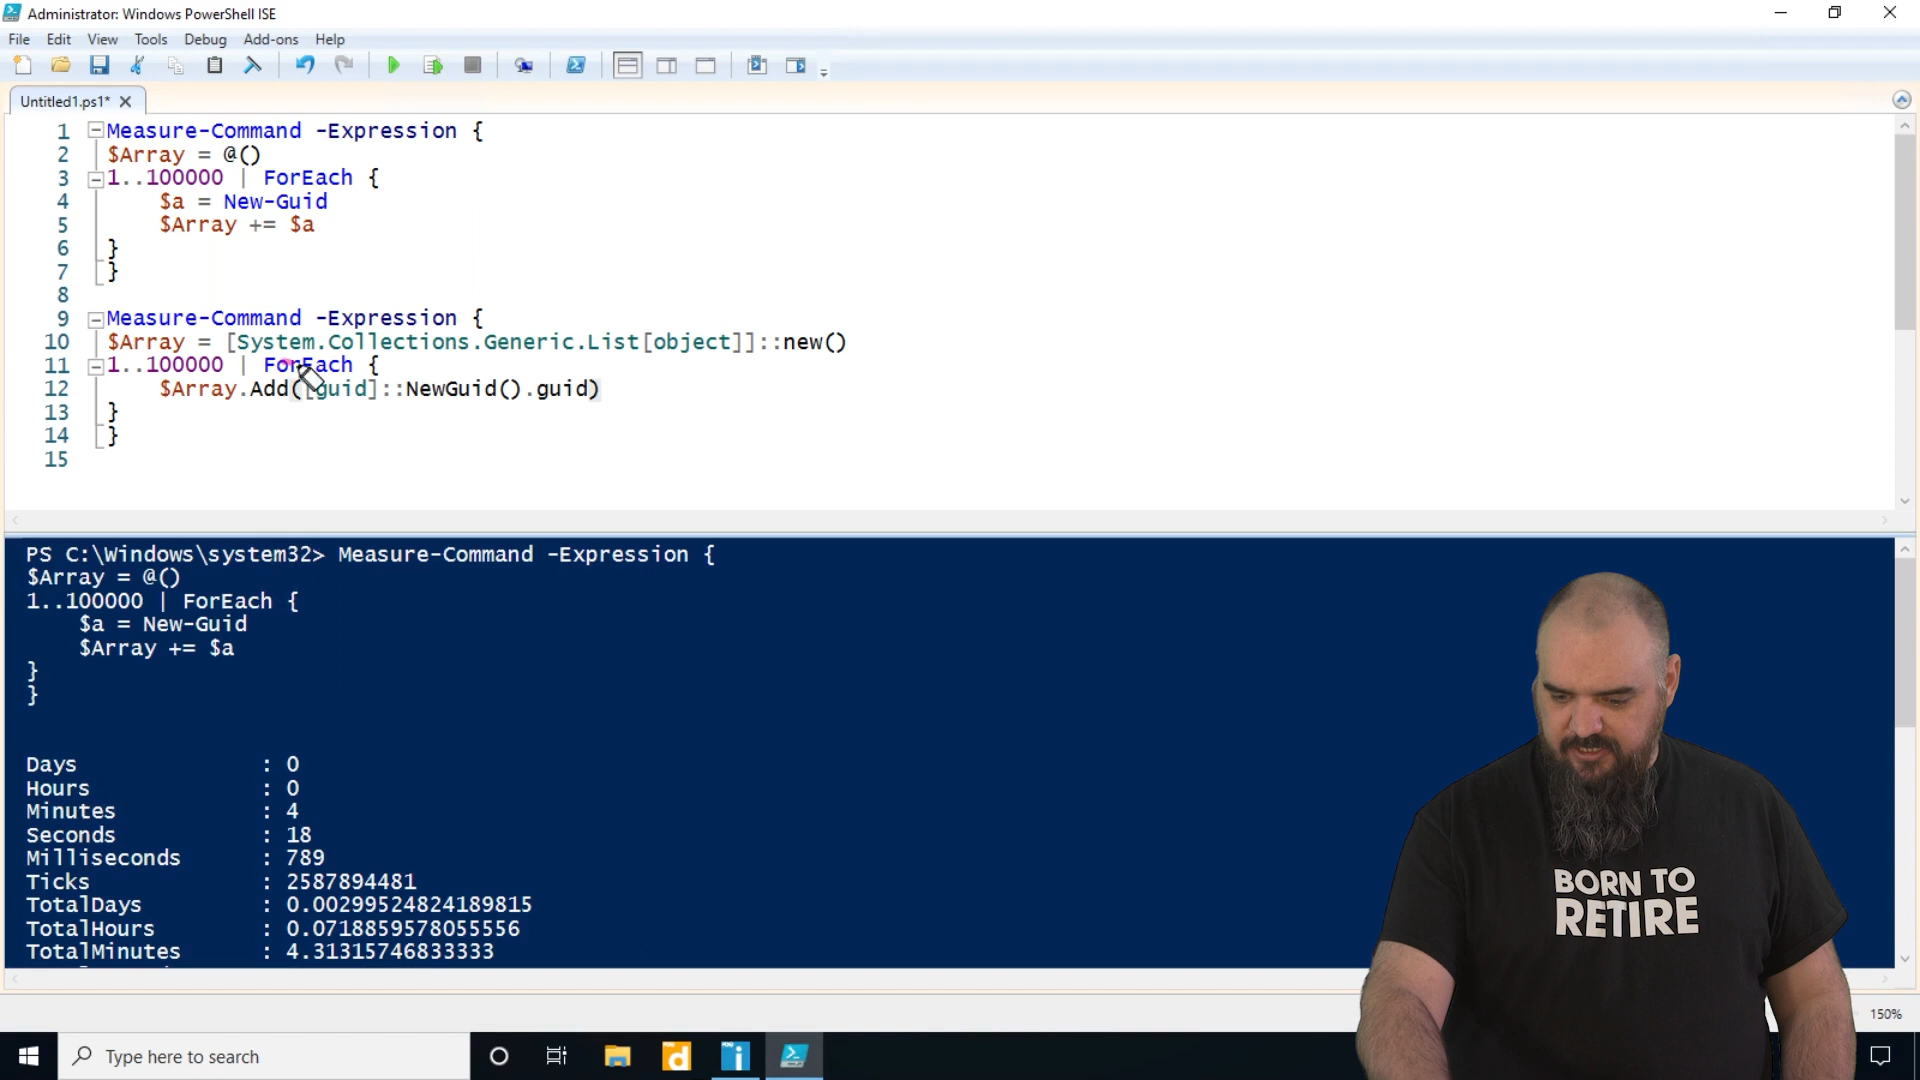 Administrator: Windows PowerShell ISE
File Edit View Tools Debug Add-ons Help
Untitled1.ps1*
1 Measure-Command -Expression {
2 $Array = @()
3 1..100000 | ForEach {
4 $a = New-Guid
5 $Array += $a
6 }
7 }
8
9 Measure-Command -Expression {
10 $Array = [System.Collections.Generic.List[object]]::new()
11 1..100000 | ForEach {
12 $Array.Add([guid]::NewGuid().guid)
13 }
14 }
15
PS C:\Windows\system32> Measure-Command -Expression {
$Array = @()
1..100000 | ForEach {
$a = New-Guid
$Array += $a
}
}
Days : 0
Hours : 0
Minutes : 4
Seconds : 18
Milliseconds : 789
Ticks : 2587894481
TotalDays : 0.00299524824189815
TotalHours : 0.0718859578055556
TotalMinutes : 4.31315746833333
BORN TO
RETIRE
150%
Type here to search